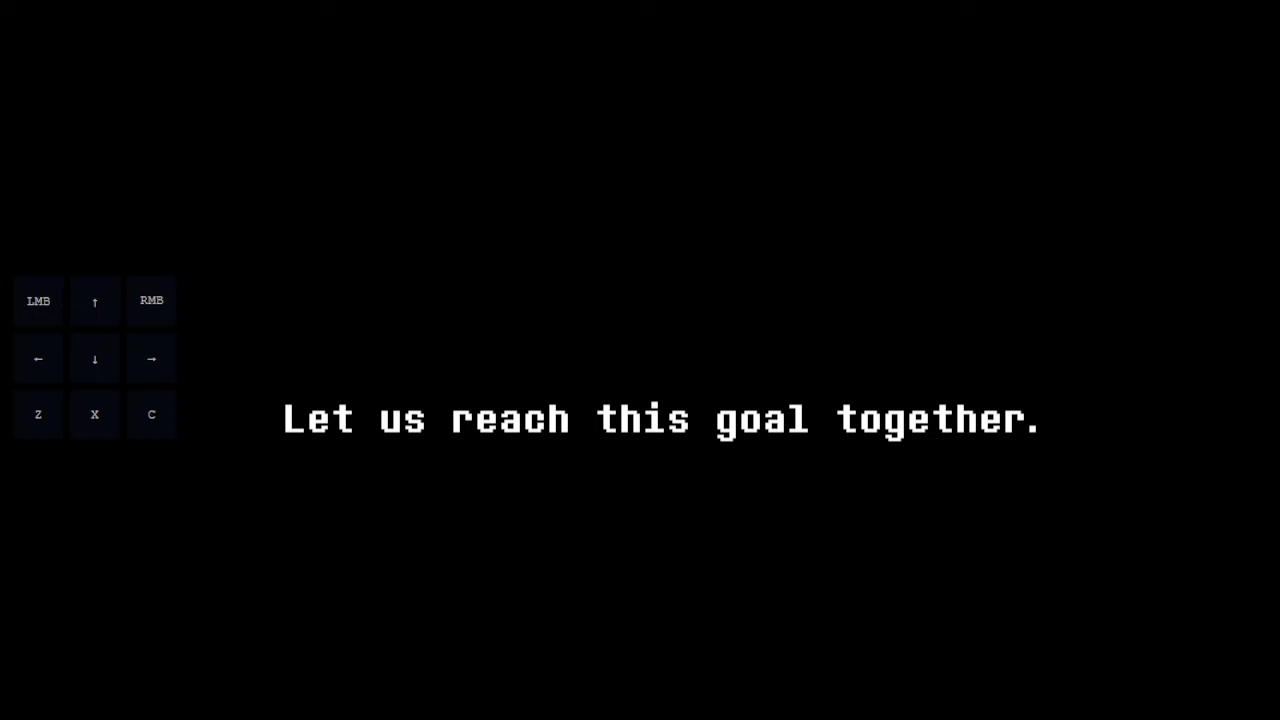 LMB ↑ RMB
← ↓ →
Z X C
Let us reach this goal together.